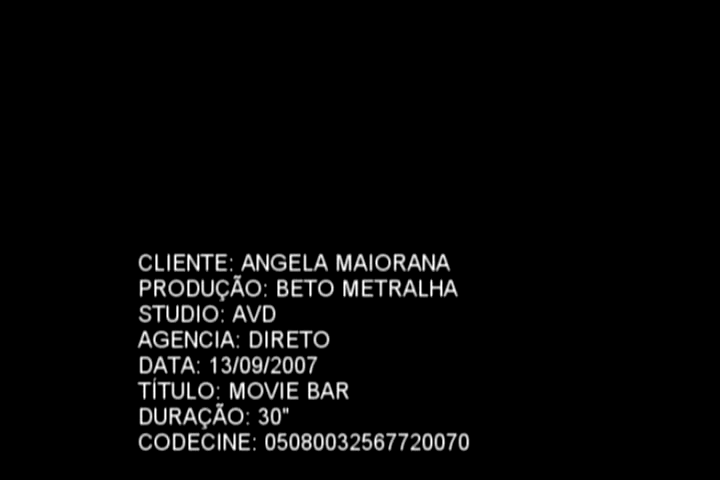 CLIENTE: ANGELA MAIORANA
PRODUÇÃO: BETO METRALHA
STUDIO: AVD
AGENCIA: DIRETO
DATA: 13/09/2007
TÍTULO: MOVIE BAR
DURAÇÃO: 30"
CODECINE: 05080032567720070